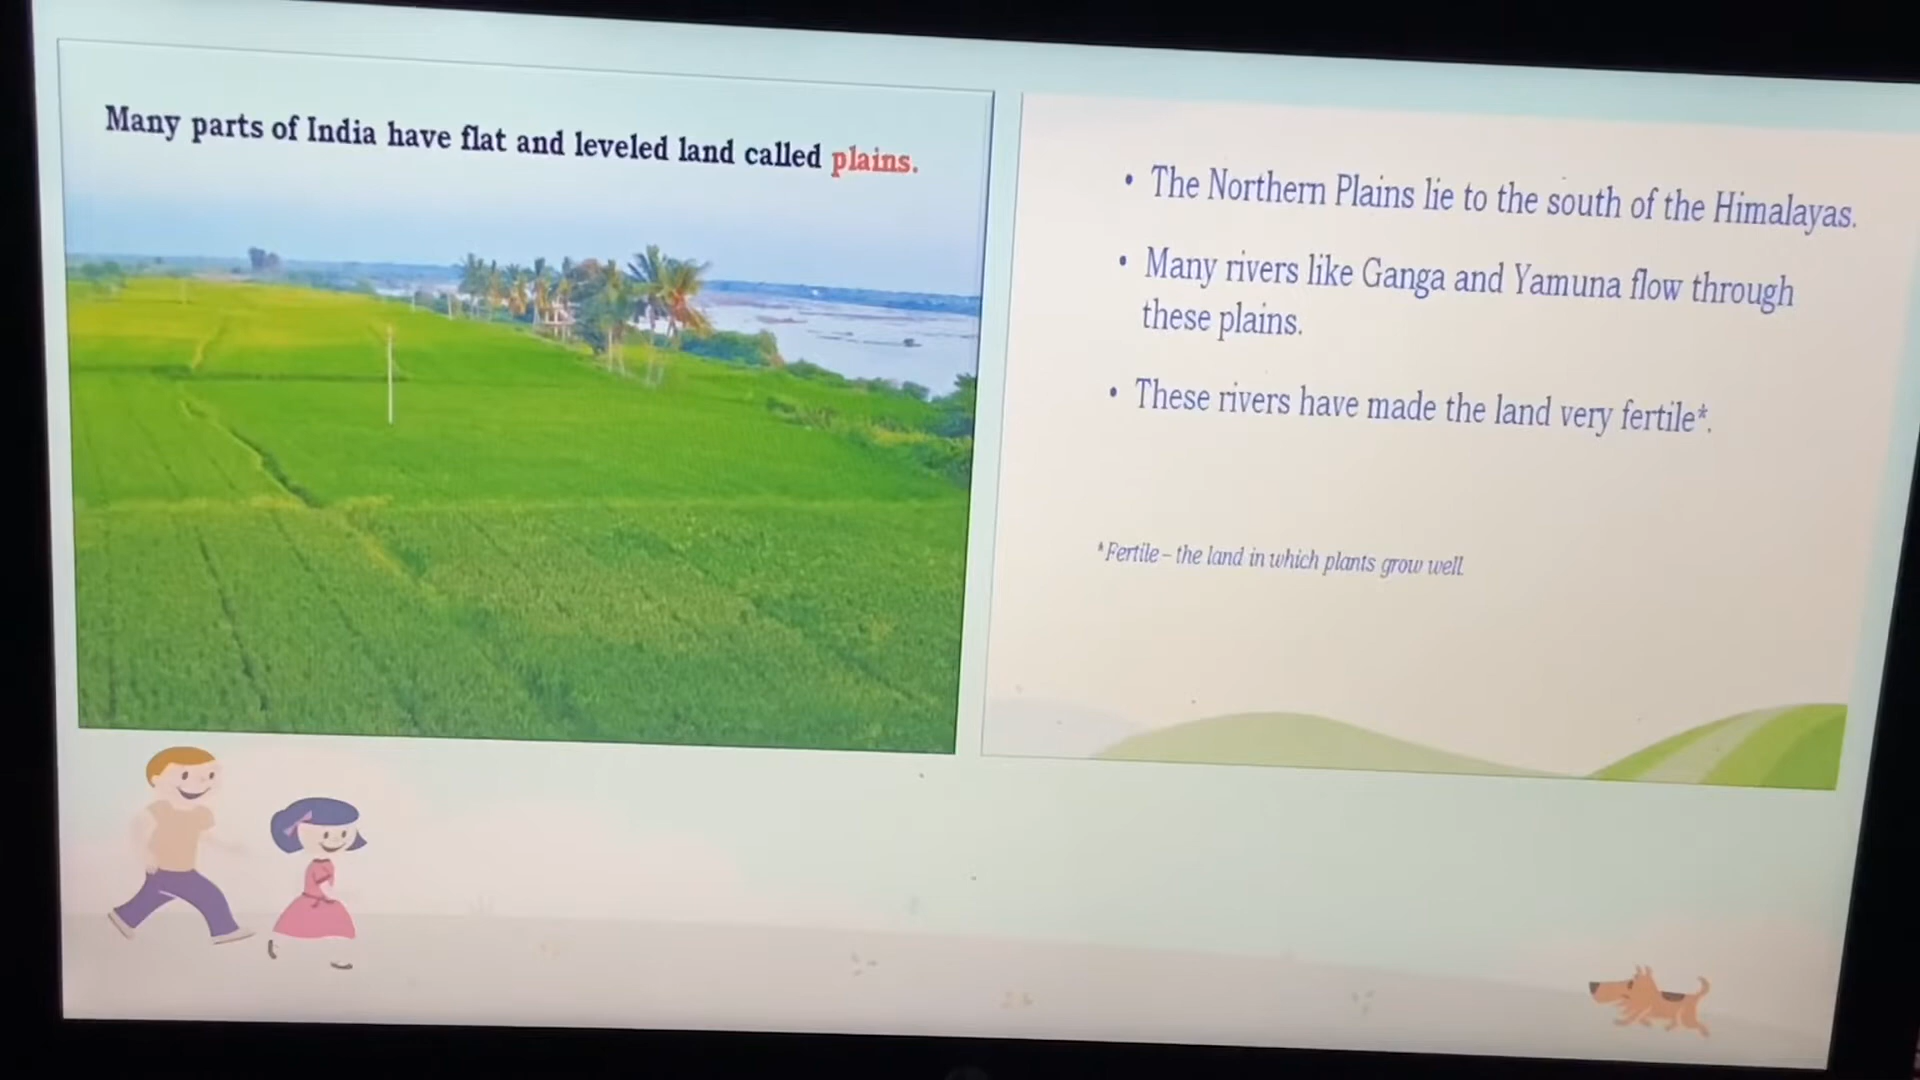 Many parts of India have flat and leveled land called plains.
• The Northern Plains lie to the south of the Himalayas.
• Many rivers like Ganga and Yamuna flow through
these plains.
• These rivers have made the land very fertile*.
*Fertile – the land in which plants grow well.